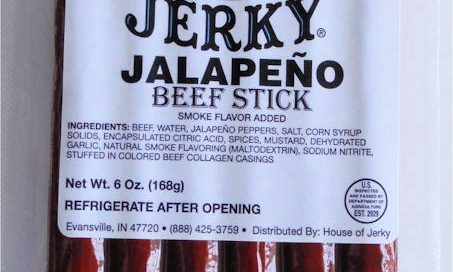 JERKY®
JALAPEÑO
BEEF STICK
SMOKE FLAVOR ADDED
INGREDIENTS: BEEF, WATER, JALAPEÑO PEPPERS, SALT, CORN SYRUP
SOLIDS, ENCAPSULATED CITRIC ACID, SPICES, MUSTARD, DEHYDRATED
GARLIC, NATURAL SMOKE FLAVORING (MALTODEXTRIN), SODIUM NITRITE,
STUFFED IN COLORED BEEF COLLAGEN CASINGS
Net Wt. 6 Oz. (168g)
REFRIGERATE AFTER OPENING
U.S.
INSPECTED
AND PASSED BY
DEPARTMENT OF
AGRICULTURE
EST. 2029
Evansville, IN 47720 • (888) 425-3759 • Distributed By: House of Jerky